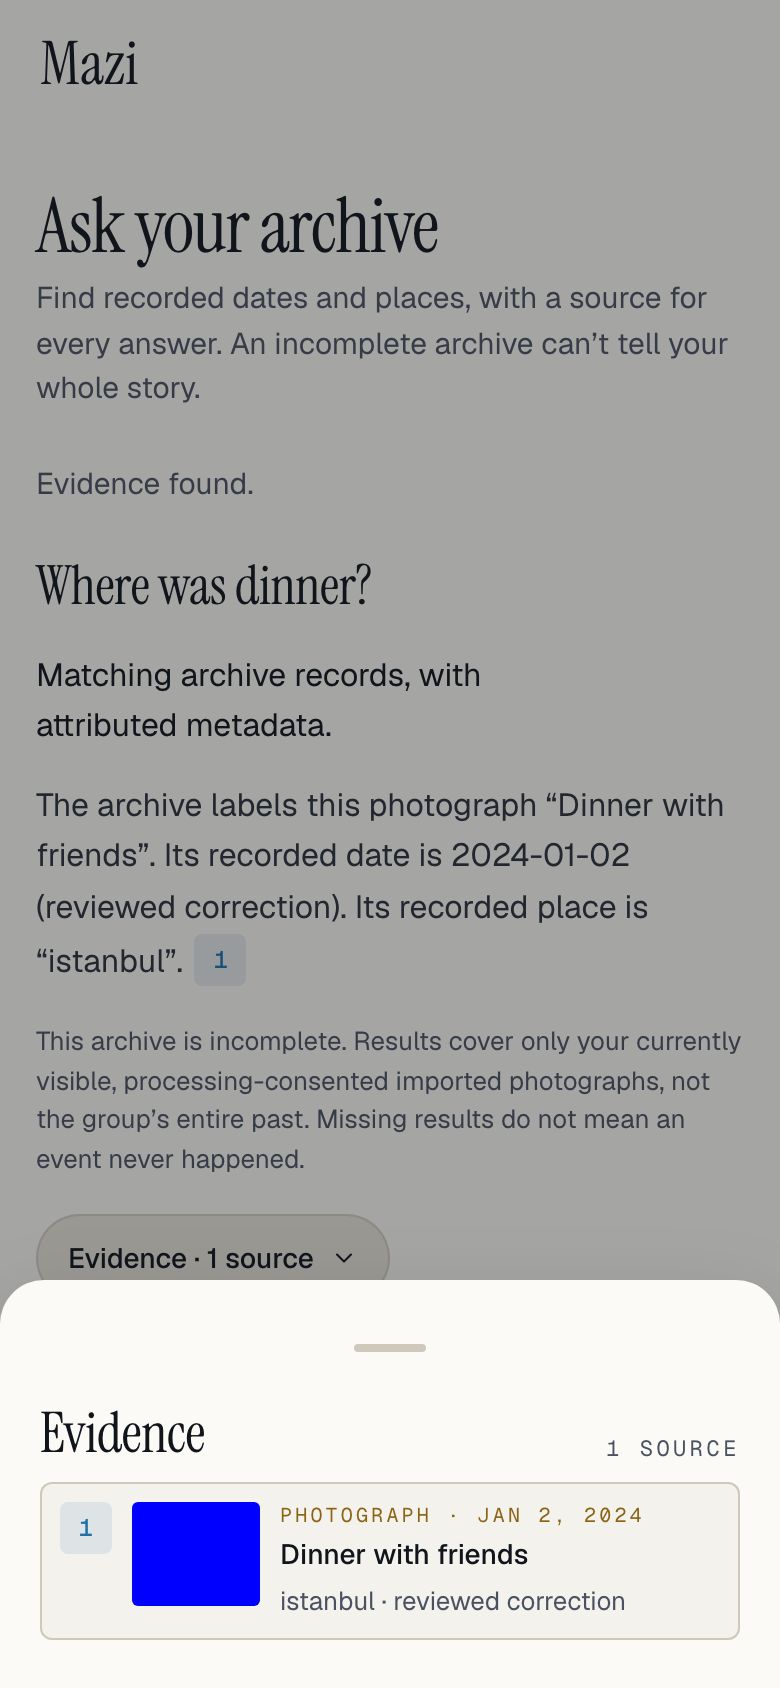 Mazi
Ask your archive
Find recorded dates and places, with a source for
every answer. An incomplete archive can’t tell your
whole story.
Evidence found.
Where was dinner?
Matching archive records, with
attributed metadata.
The archive labels this photograph “Dinner with
friends”. Its recorded date is 2024-01-02
(reviewed correction). Its recorded place is
“istanbul”. 1
This archive is incomplete. Results cover only your currently
visible, processing-consented imported photographs, not
the group’s entire past. Missing results do not mean an
event never happened.
Evidence · 1 source
Evidence
1 SOURCE
1
PHOTOGRAPH · JAN 2, 2024
Dinner with friends
istanbul · reviewed correction